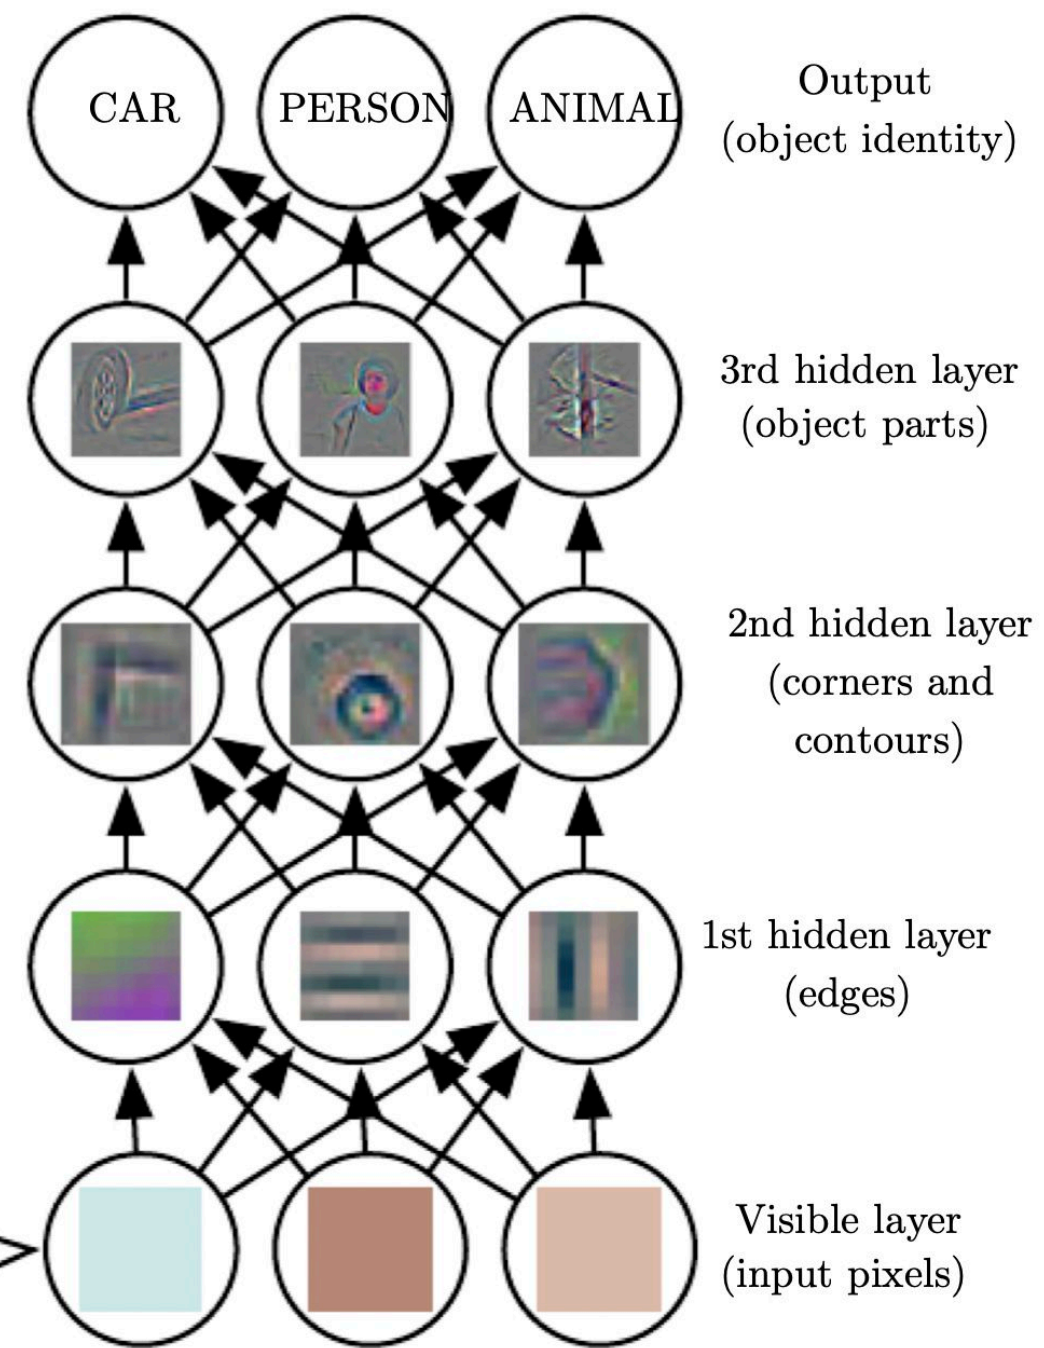 CAR
PERSON
ANIMAL
Output
(object identity)
3rd hidden layer
(object parts)
2nd hidden layer
(corners and
contours)
1st hidden layer
(edges)
Visible layer
(input pixels)